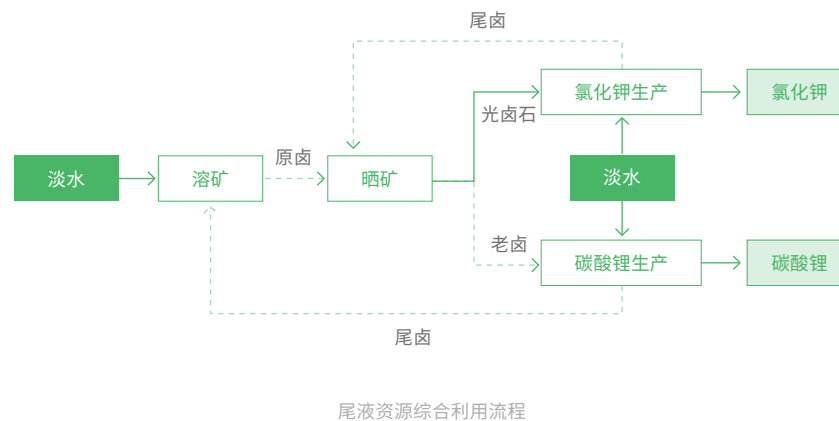 尾卤
氯化钾生产
氯化钾
光卤石
原卤
淡水
溶矿
晒矿
淡水
老卤
碳酸锂生产
碳酸锂
尾卤
尾液资源综合利用流程